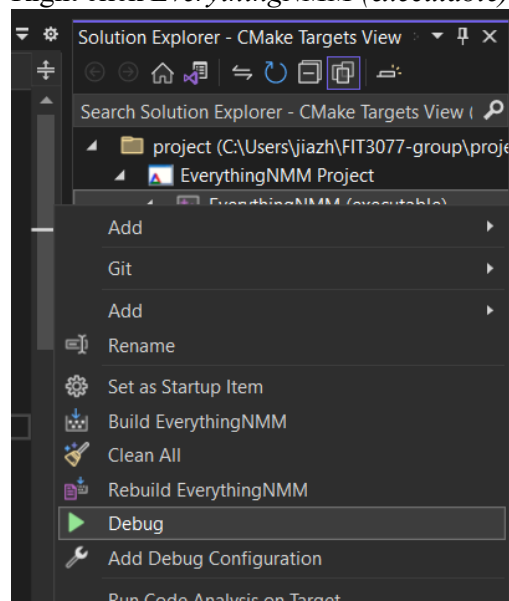 Right click EverythingNMM (executable)
Solution Explorer - CMake Targets View
Search Solution Explorer - CMake Targets View (
project (C:\Users\jiazh\FIT3077-group\proje
EverythingNMM Project
EverythingNMM (executable)
Add
Git
Add
Rename
Set as Startup Item
Build EverythingNMM
Clean All
Rebuild EverythingNMM
Debug
Add Debug Configuration
Run Code Analysis on Target